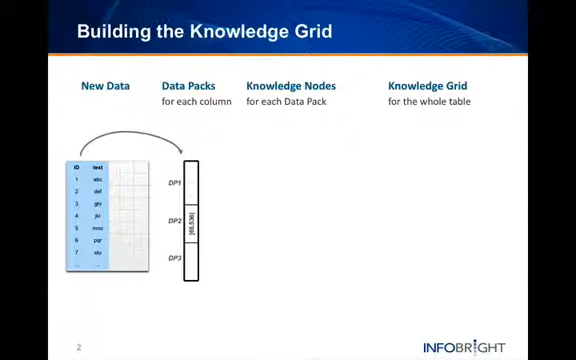 Building the Knowledge Grid
New Data
Data Packs
for each column
Knowledge Nodes
for each Data Pack
Knowledge Grid
for the whole table
ID text
1 abc
2 def
3 ghi
4 jkl
5 mno
6 pqr
7 stu
DP1
DP2
DP3
[65,536]
2
INFOBRIGHT